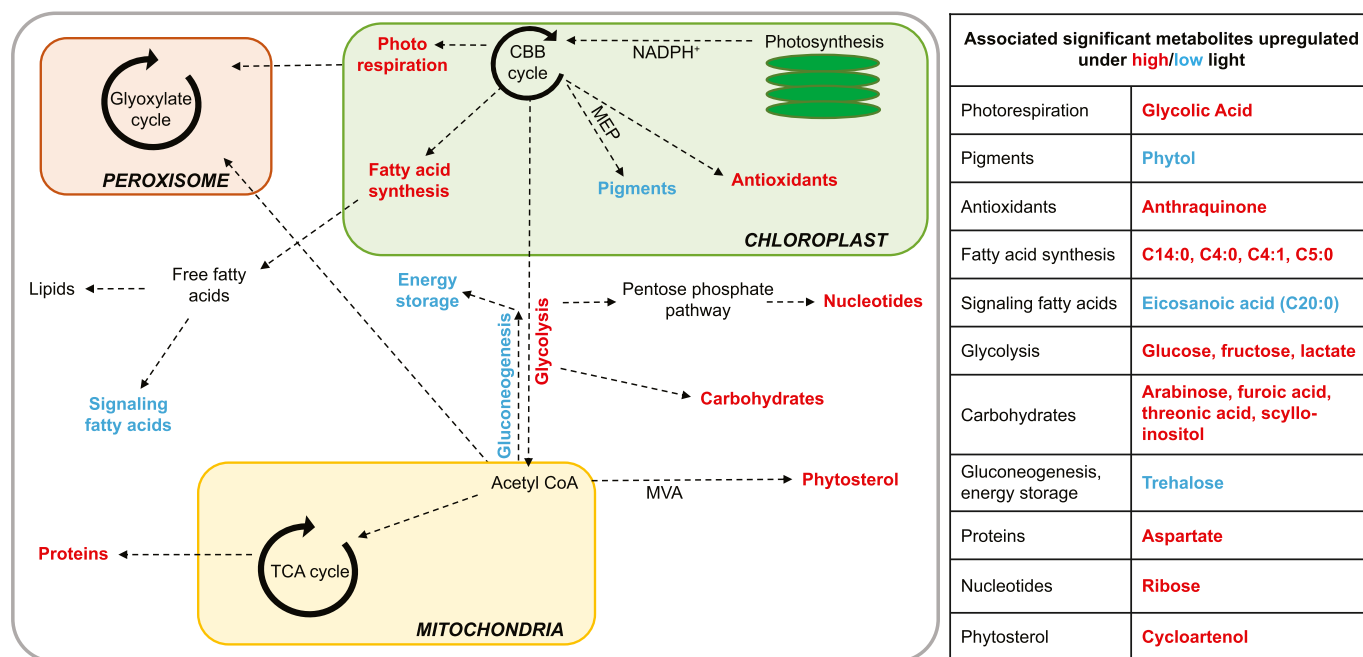 Photo
respiration
CBB
cycle
NADPH⁺
Photosynthesis
Glyoxylate
cycle
MEP
Fatty acid
synthesis
Pigments
Antioxidants
PEROXISOME
CHLOROPLAST
Lipids
Free fatty
acids
Energy
storage
Pentose phosphate
pathway
Nucleotides
Gluconeogenesis
Glycolysis
Signaling
fatty acids
Carbohydrates
Acetyl CoA
MVA
Phytosterol
Proteins
TCA cycle
MITOCHONDRIA
Associated significant metabolites upregulated
under high/low light
Photorespiration
Glycolic Acid
Pigments
Phytol
Antioxidants
Anthraquinone
Fatty acid synthesis
C14:0, C4:0, C4:1, C5:0
Signaling fatty acids
Eicosanoic acid (C20:0)
Glycolysis
Glucose, fructose, lactate
Carbohydrates
Arabinose, furoic acid,
threonic acid, scyllo-
inositol
Gluconeogenesis,
energy storage
Trehalose
Proteins
Aspartate
Nucleotides
Ribose
Phytosterol
Cycloartenol